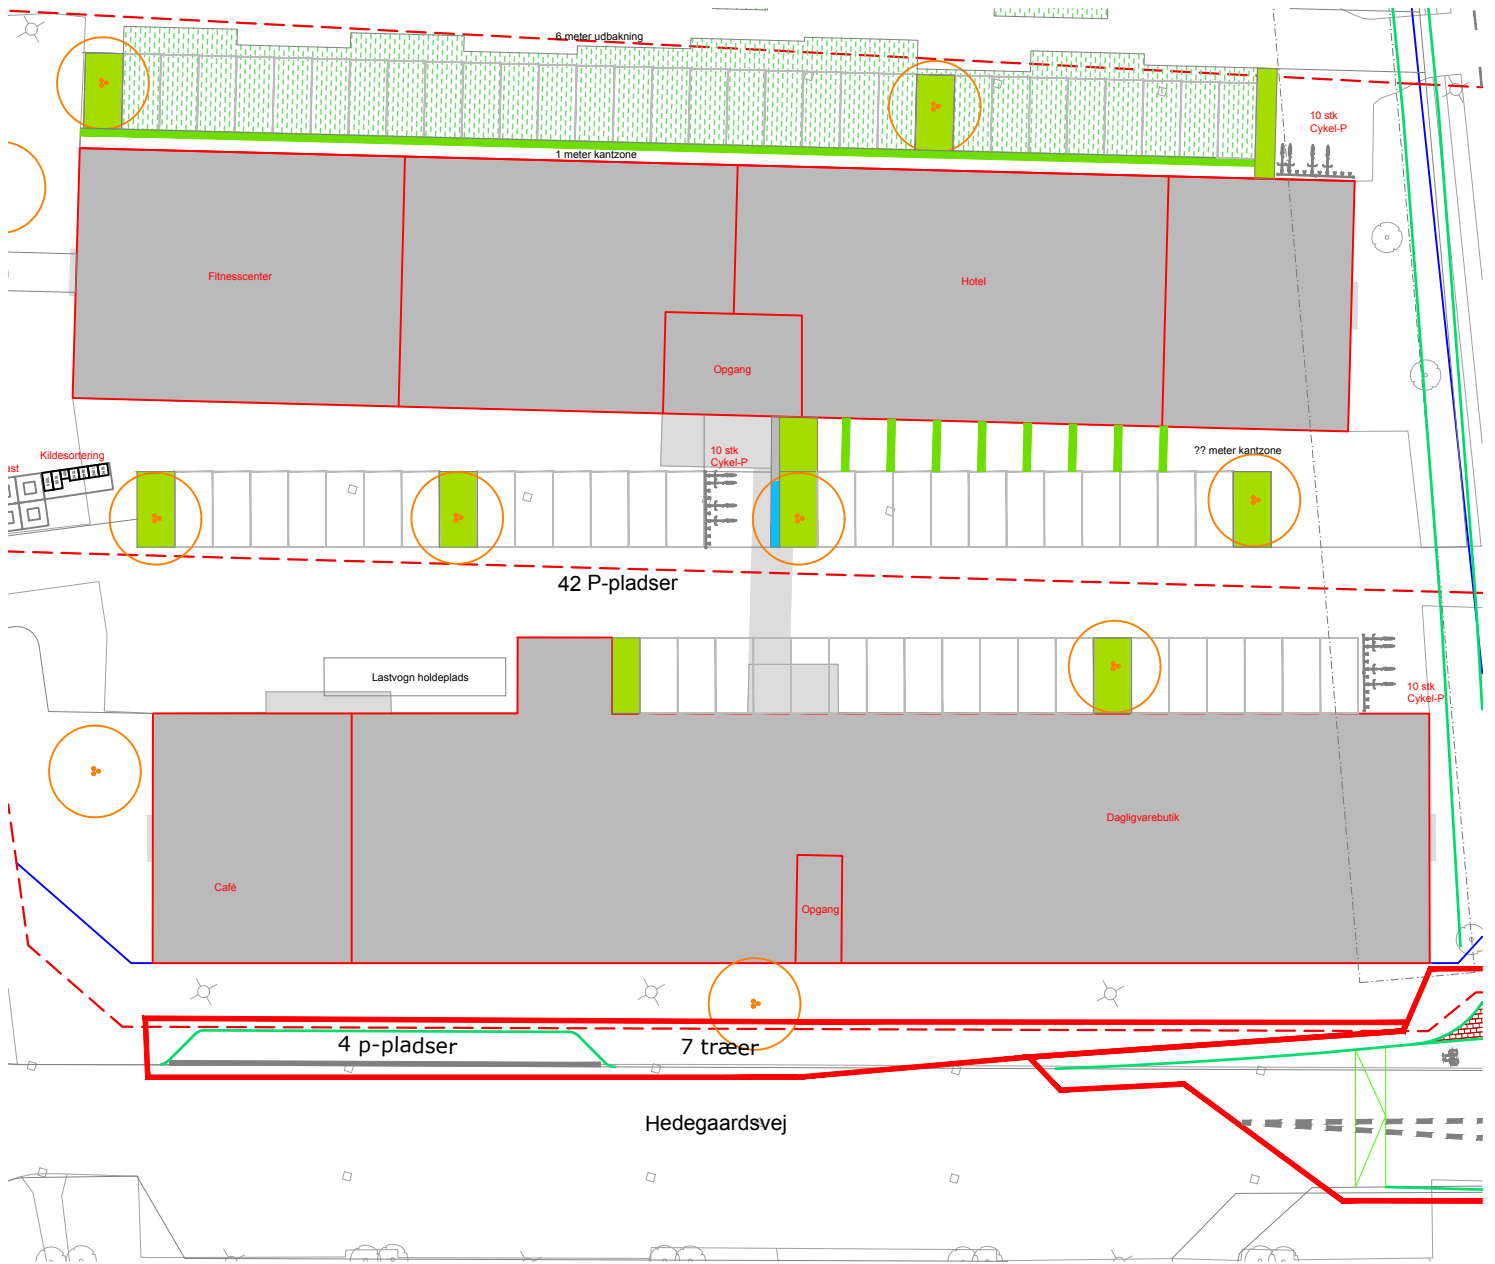 6 meter udbakning
10 stk
Cykel-P
1 meter kantzone
Fitnesscenter
Hotel
Opgang
Kildesortering
ast
10 stk
Cykel-P
?? meter kantzone
42 P-pladser
Lastvogn holdeplads
10 stk
Cykel-P
Dagligvarebutik
Café
Opgang
4 p-pladser
7 træer
Hedegaardsvej